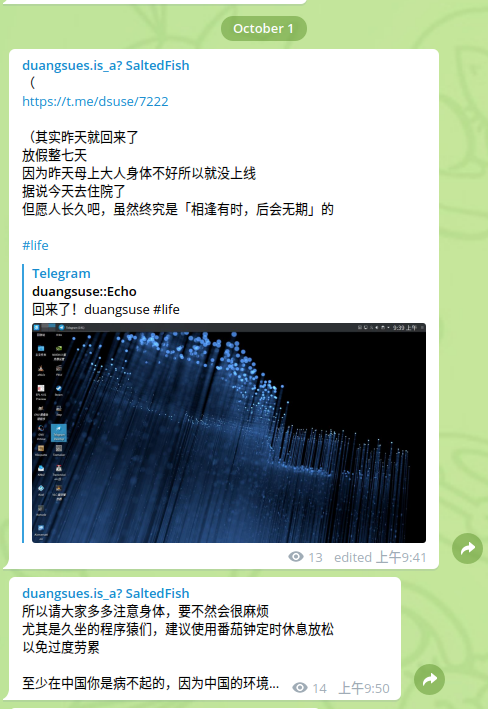 October 1
duangsues.is_a? SaltedFish
（
https://t.me/dsuse/7222
（其实昨天就回来了
放假整七天
因为昨天母上大人身体不好所以就没上线
据说今天去住院了
但愿人长久吧，虽然终究是「相逢有时，后会无期」的
#life
Telegram
duangsuse::Echo
回来了！duangsuse #life
9:39 上午
13 edited 上午9:41
duangsues.is_a? SaltedFish
所以请大家多多注意身体，要不然会很麻烦
尤其是久坐的程序猿们，建议使用番茄钟定时休息放松
以免过度劳累
至少在中国你是病不起的，因为中国的环境...
14 上午9:50